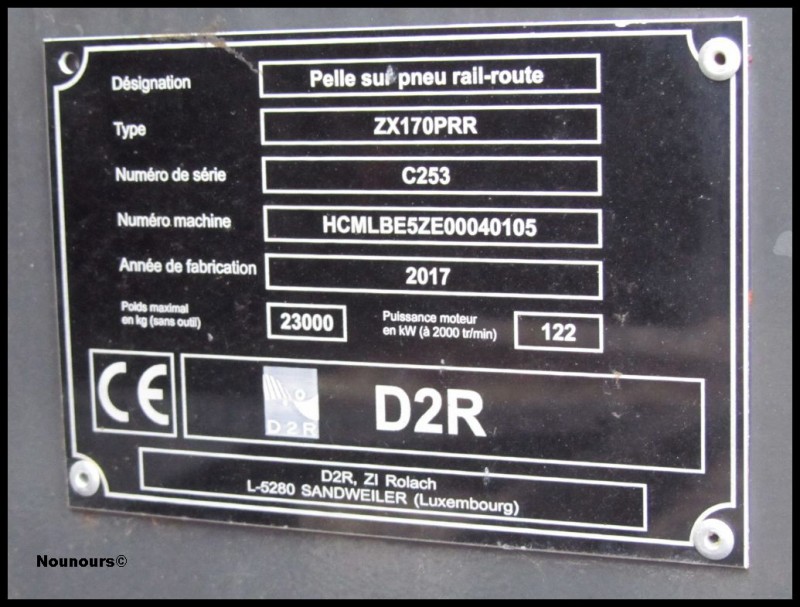 Désignation Pelle sur pneu rail-route
Type ZX170PRR
Numéro de série C253
Numéro machine HCMLBE5ZE00040105
Année de fabrication 2017
Poids maximal
en kg (sans outil) 23000
Puissance moteur
en kW (à 2000 tr/min) 122
CE
D2R
D2R
D2R, ZI Rolach
L-5280 SANDWEILER (Luxembourg)
Nounours©